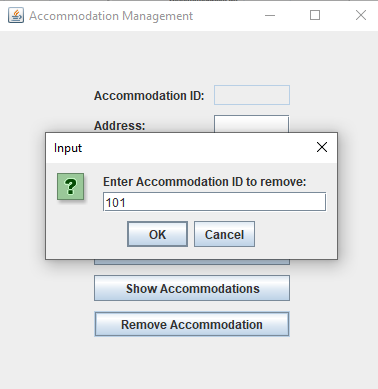 Accommodation Management
Accommodation ID:
Address:
Input
?
Enter Accommodation ID to remove:
101
OK Cancel
Show Accommodations
Remove Accommodation